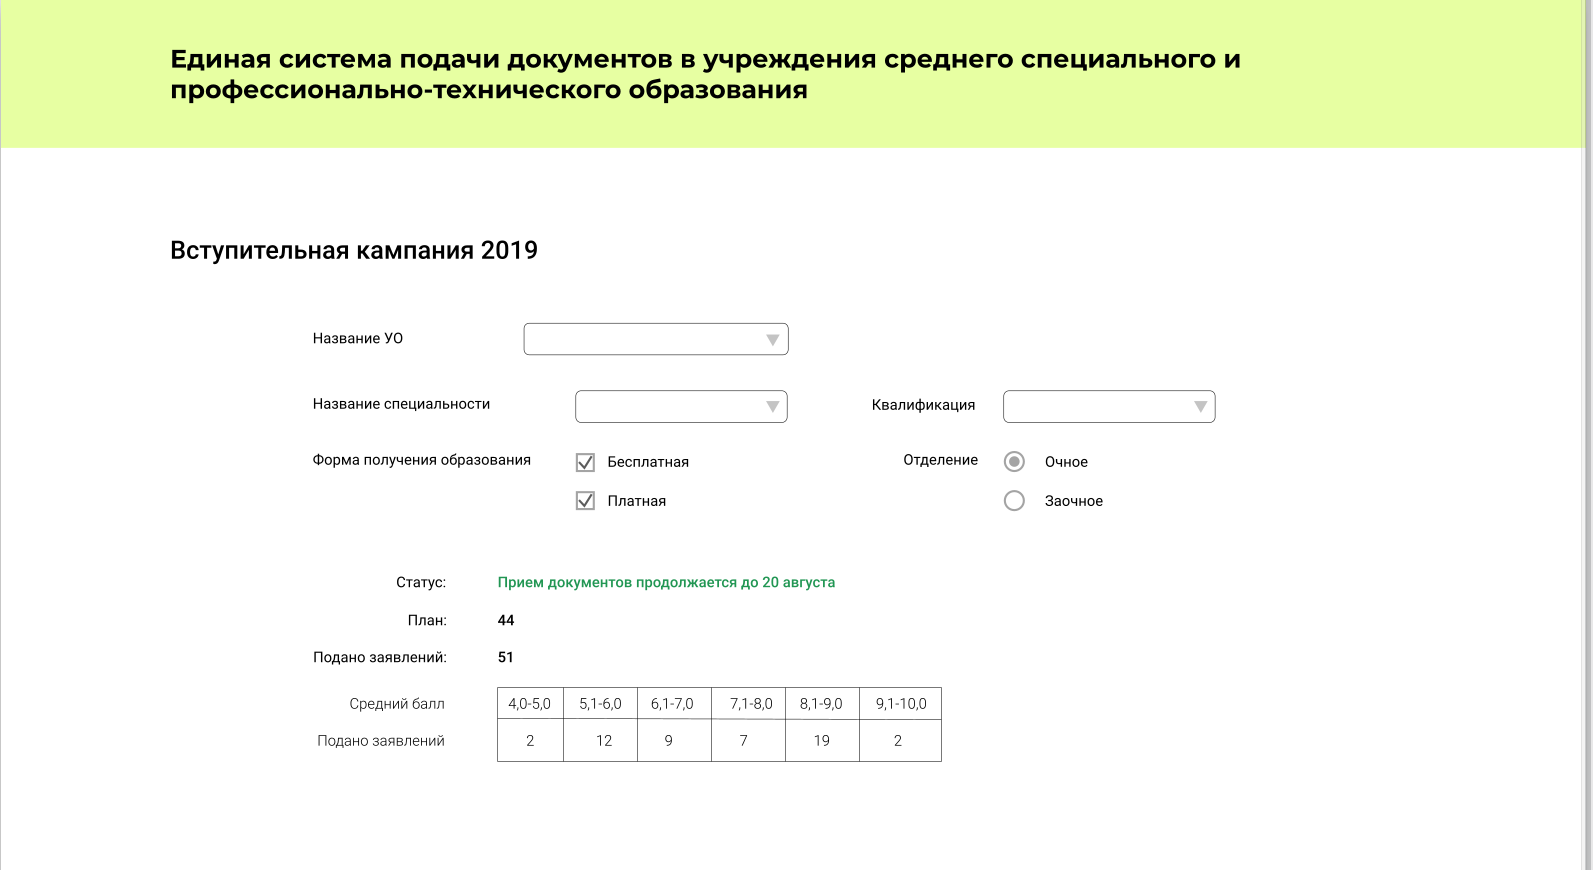 Единая система подачи документов в учреждения среднего специального и
профессионально-технического образования
Вступительная кампания 2019
Название УО
Название специальности
Квалификация
Форма получения образования
Бесплатная
Отделение
Очное
Платная
Заочное
Статус: Прием документов продолжается до 20 августа
План: 44
Подано заявлений: 51
Средний балл 4,0-5,0 5,1-6,0 6,1-7,0 7,1-8,0 8,1-9,0 9,1-10,0
Подано заявлений 2 12 9 7 19 2